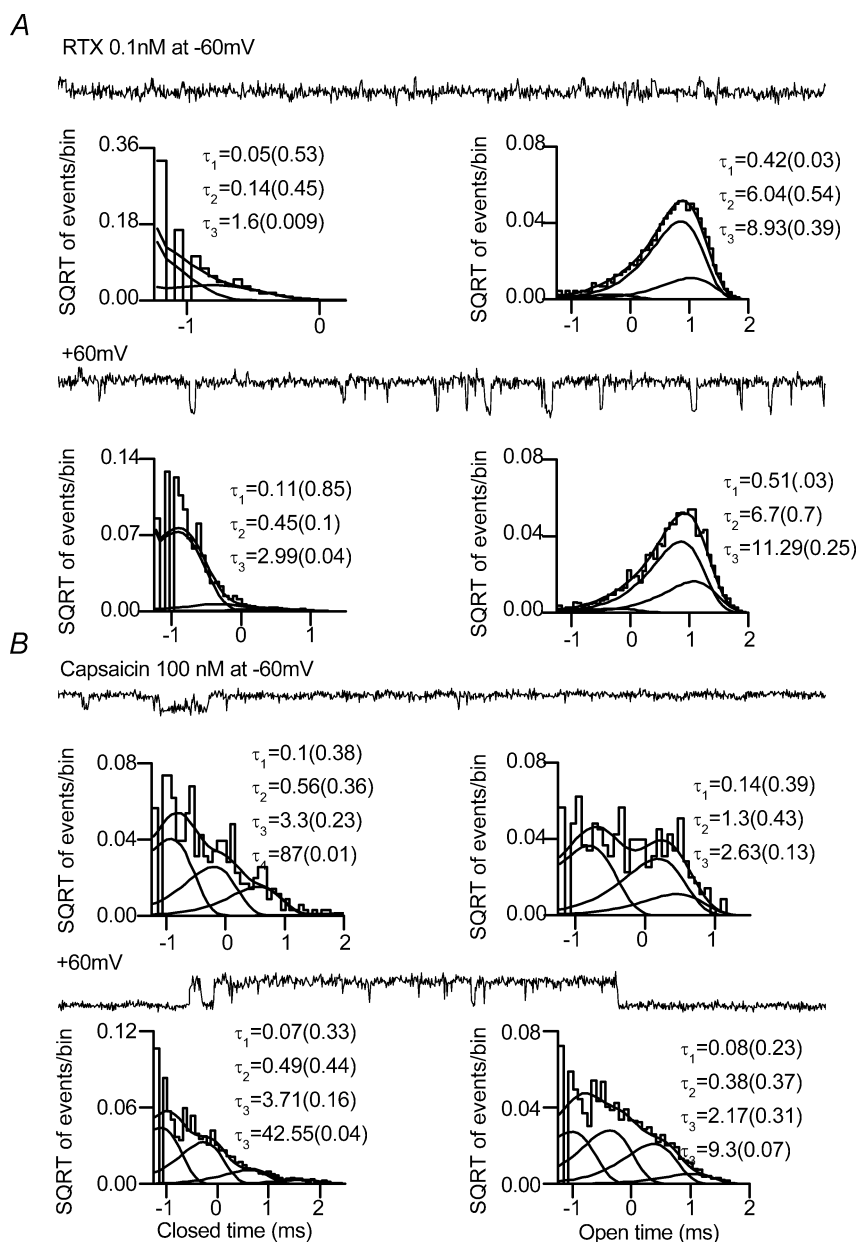 A
RTX 0.1nM at -60mV
SQRT of events/bin
0.36
0.18
0.00
-1
0
τ1=0.05(0.53)
τ2=0.14(0.45)
τ3=1.6(0.009)
SQRT of events/bin
0.08
0.04
0.00
-1
0
1
2
τ1=0.42(0.03)
τ2=6.04(0.54)
τ3=8.93(0.39)
+60mV
SQRT of events/bin
0.14
0.07
0.00
-1
0
1
τ1=0.11(0.85)
τ2=0.45(0.1)
τ3=2.99(0.04)
SQRT of events/bin
0.08
0.04
0.00
-1
0
1
2
τ1=0.51(.03)
τ2=6.7(0.7)
τ3=11.29(0.25)
B
Capsaicin 100 nM at -60mV
SQRT of events/bin
0.08
0.04
0.00
-1
0
1
2
τ1=0.1(0.38)
τ2=0.56(0.36)
τ3=3.3(0.23)
τ4=87(0.01)
SQRT of events/bin
0.08
0.04
0.00
-1
0
1
τ1=0.14(0.39)
τ2=1.3(0.43)
τ3=2.63(0.13)
+60mV
SQRT of events/bin
0.12
0.06
0.00
-1
0
1
2
Closed time (ms)
τ1=0.07(0.33)
τ2=0.49(0.44)
τ3=3.71(0.16)
τ3=42.55(0.04)
SQRT of events/bin
0.08
0.04
0.00
-1
0
1
2
Open time (ms)
τ1=0.08(0.23)
τ2=0.38(0.37)
τ3=2.17(0.31)
τ3=9.3(0.07)